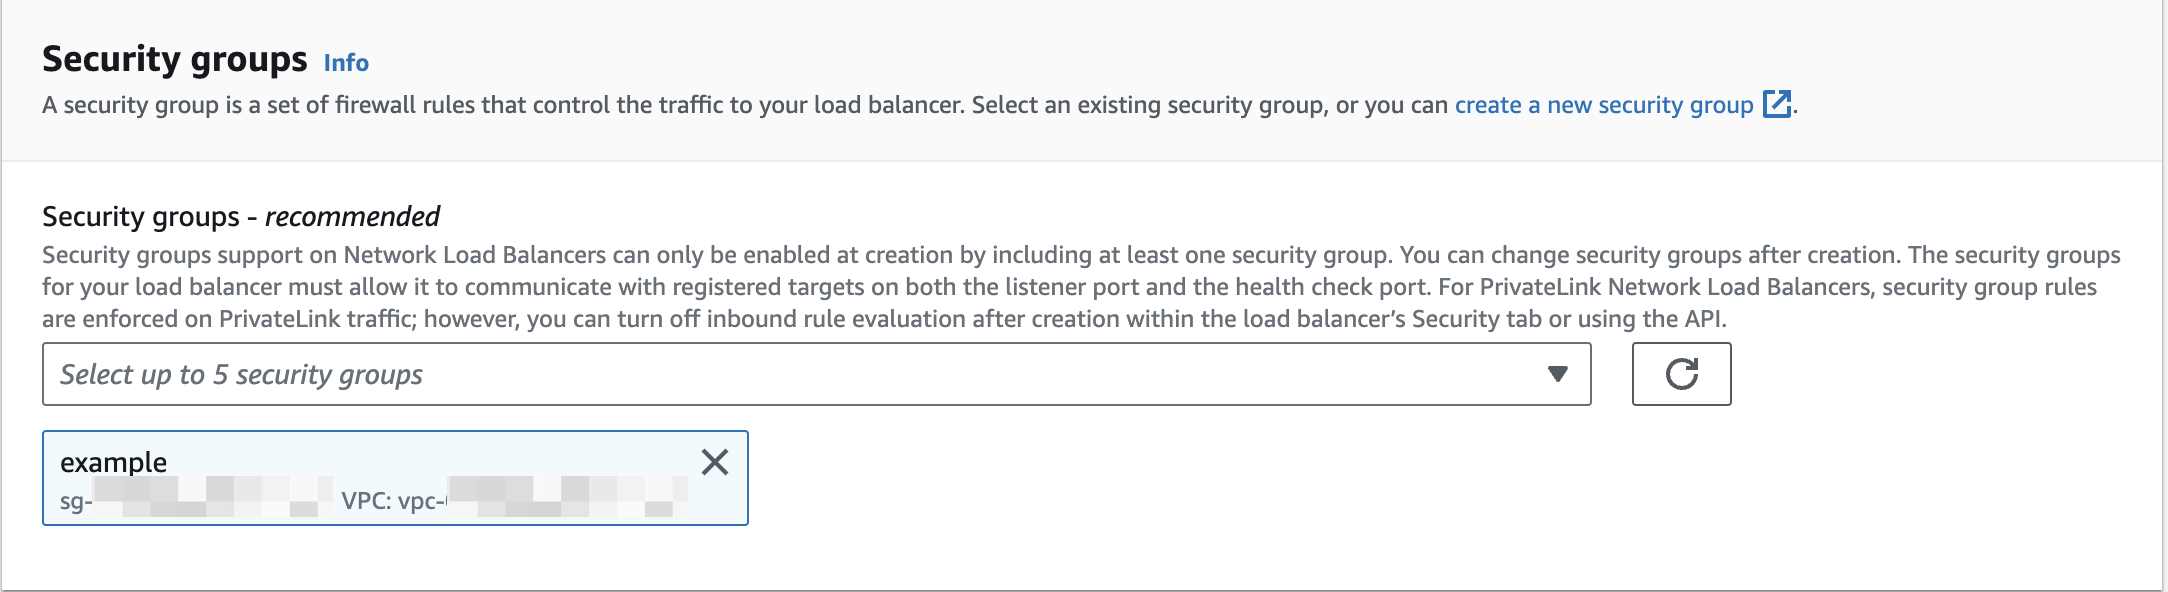 Security groups Info
A security group is a set of firewall rules that control the traffic to your load balancer. Select an existing security group, or you can create a new security group.
Security groups - recommended
Security groups support on Network Load Balancers can only be enabled at creation by including at least one security group. You can change security groups after creation. The security groups
for your load balancer must allow it to communicate with registered targets on both the listener port and the health check port. For PrivateLink Network Load Balancers, security group rules
are enforced on PrivateLink traffic; however, you can turn off inbound rule evaluation after creation within the load balancer’s Security tab or using the API.
Select up to 5 security groups
example
sg- VPC: vpc-